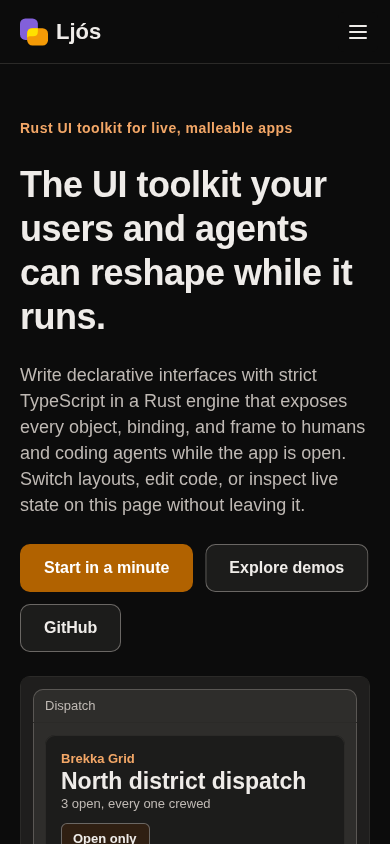 Ljós
Rust UI toolkit for live, malleable apps
The UI toolkit your
users and agents
can reshape while it
runs.
Write declarative interfaces with strict
TypeScript in a Rust engine that exposes
every object, binding, and frame to humans
and coding agents while the app is open.
Switch layouts, edit code, or inspect live
state on this page without leaving it.
Start in a minute
Explore demos
GitHub
Dispatch
Brekka Grid
North district dispatch
3 open, every one crewed
Open only